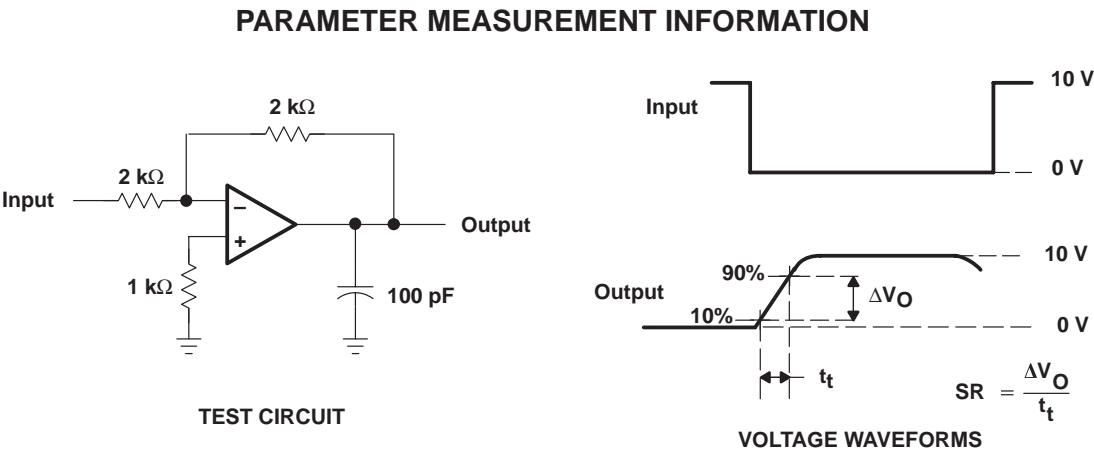 PARAMETER MEASUREMENT INFORMATION
2 kΩ
2 kΩ
Input
−
+
Output
1 kΩ
100 pF
TEST CIRCUIT
Input
10 V
0 V
Output
90%
10%
ΔVO
10 V
0 V
tt
SR = ΔVO
tt
VOLTAGE WAVEFORMS